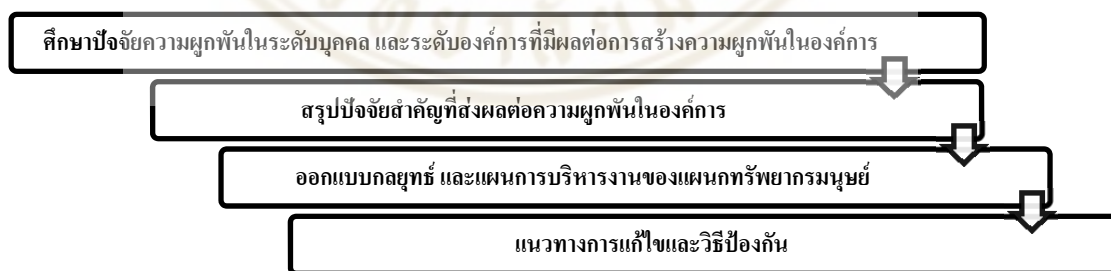 ศึกษาปัจจัยความผูกพันในระดับบุคคล และระดับองค์การที่มีผลต่อการสร้างความผูกพันในองค์การ
สรุปปัจจัยสำคัญที่ส่งผลต่อความผูกพันในองค์การ
ออกแบบกลยุทธ์ และแผนการบริหารงานของแผนกทรัพยากรมนุษย์
แนวทางการแก้ไขและวิธีป้องกัน